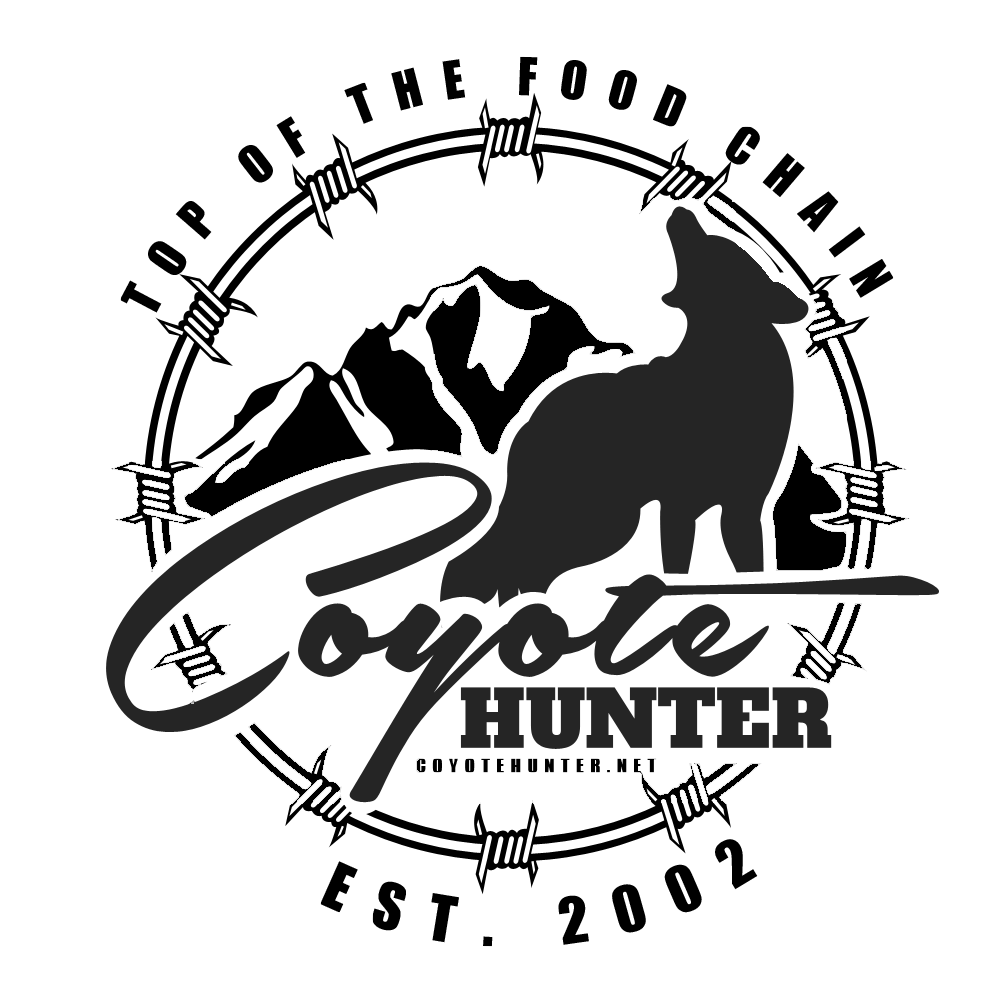 TOP OF THE FOOD CHAIN
Coyote
HUNTER
COYOTEHUNTER.NET
EST. 2002